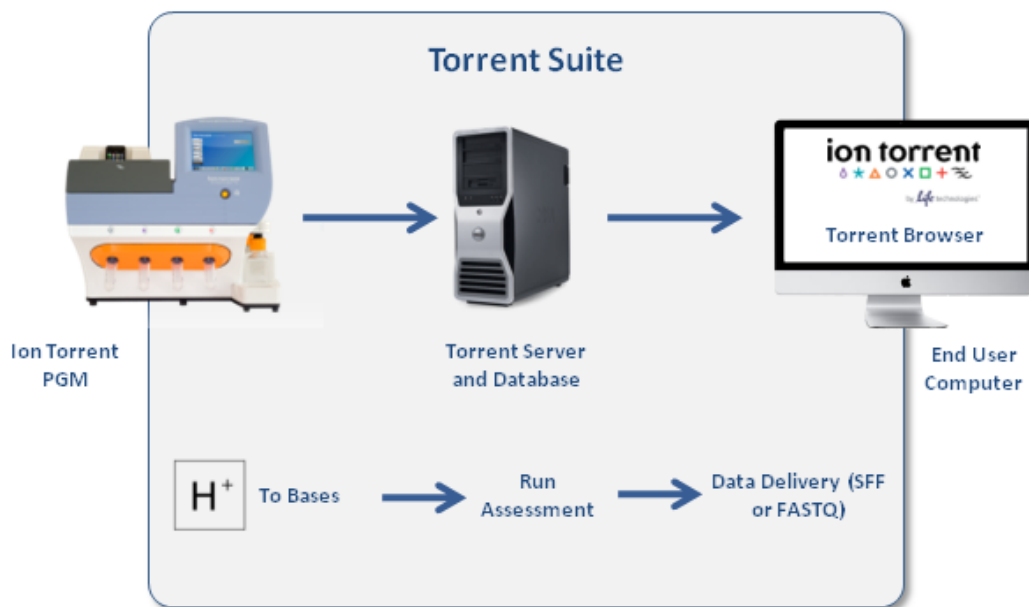 Torrent Suite
ion torrent
by Life technologies™
Torrent Browser
Ion Torrent
PGM
Torrent Server
and Database
End User
Computer
H+
To Bases
Run
Assessment
Data Delivery (SFF
or FASTQ)